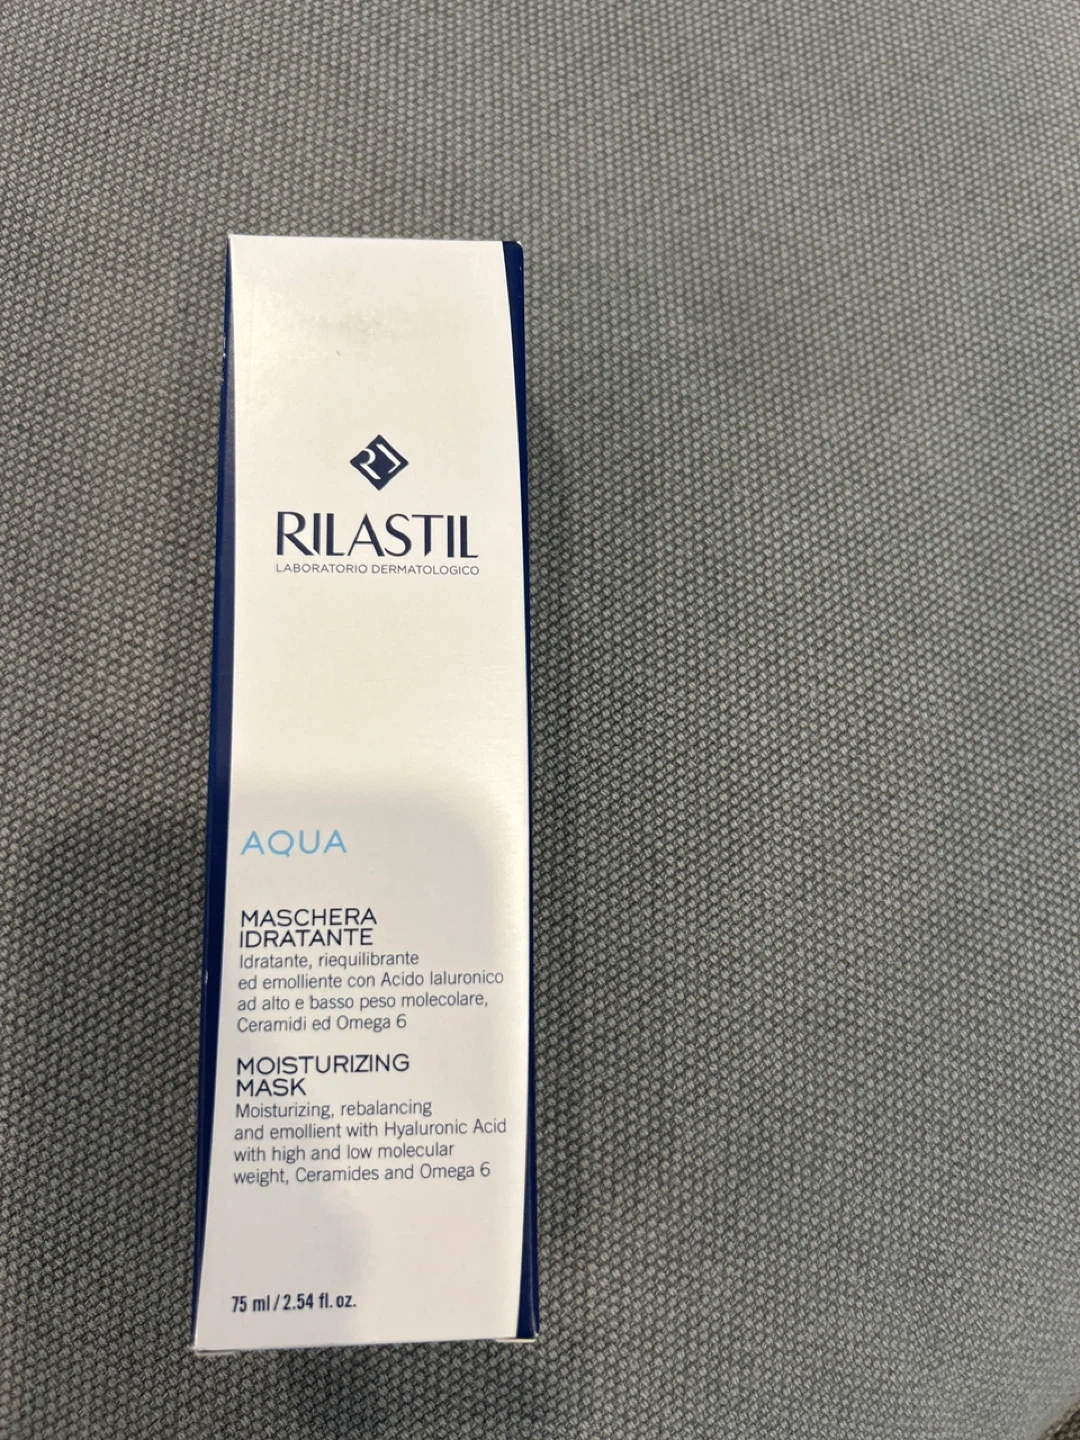 RILASTIL
LABORATORIO DERMATOLOGICO
AQUA
MASCHERA
IDRATANTE
Idratante, riequilibrante
ed emolliente con Acido Ialuronico
ad alto e basso peso molecolare,
Ceramidi ed Omega 6
MOISTURIZING
MASK
Moisturizing, rebalancing
and emollient with Hyaluronic Acid
with high and low molecular
weight, Ceramides and Omega 6
75 ml / 2.54 fl. oz.